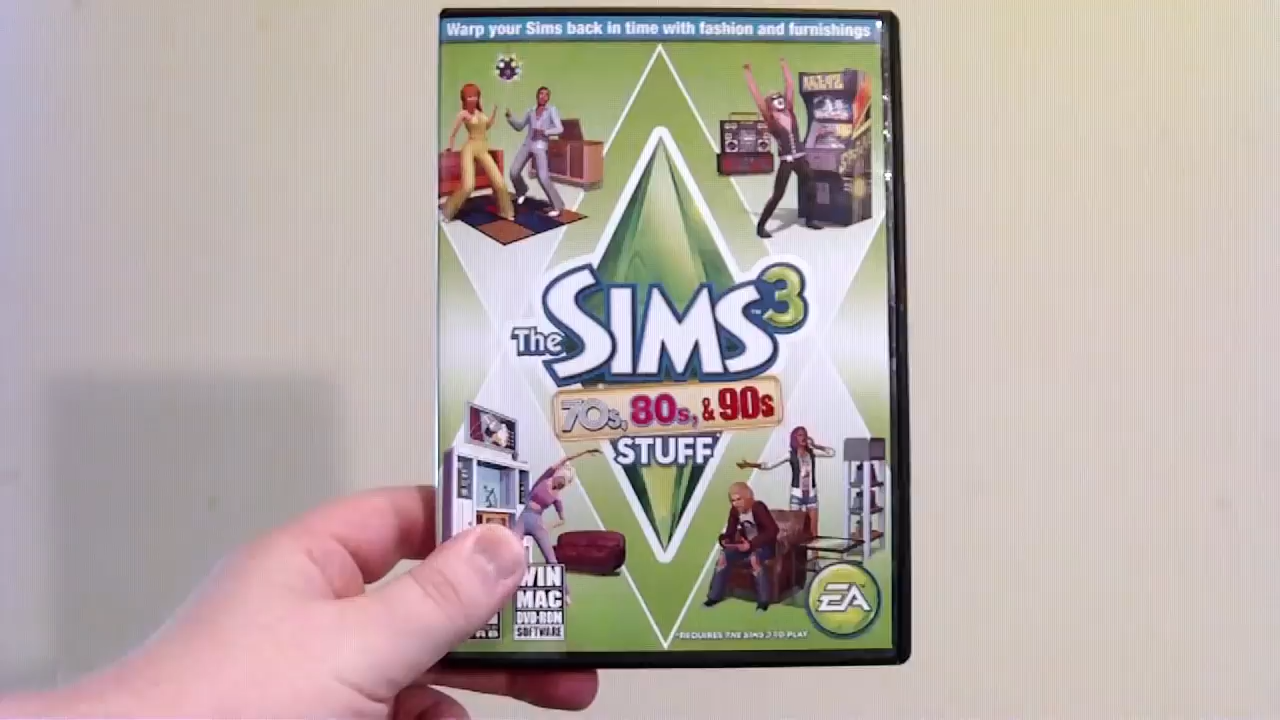 Warp your Sims back in time with fashion and furnishings
The SIMS 3
™
70s, 80s, & 90s
STUFF
WIN
MAC
DVD-ROM
SOFTWARE
EA
*REQUIRES THE SIMS 3 TO PLAY